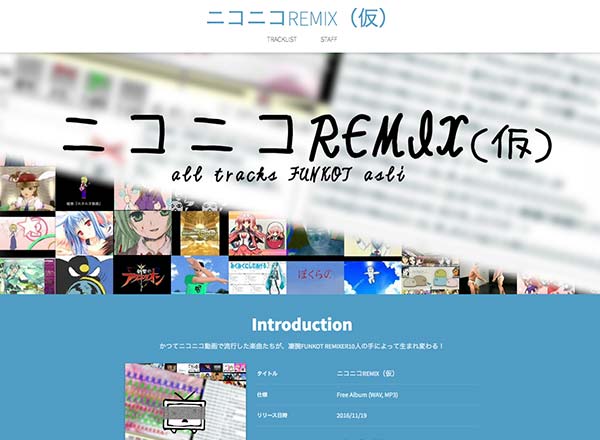 ニコニコREMIX（仮）
TRACKLIST STAFF
ニコニコREMIX(仮)
all tracks FUNKOT asli
ぼくらの
Introduction
かつてニコニコ動画で流行した楽曲たちが、凄腕FUNKOT REMIXER10人の手によって生まれ変わる！
タイトル ニコニコREMIX（仮）
仕様 Free Album (WAV, MP3)
リリース日時 2016/11/19